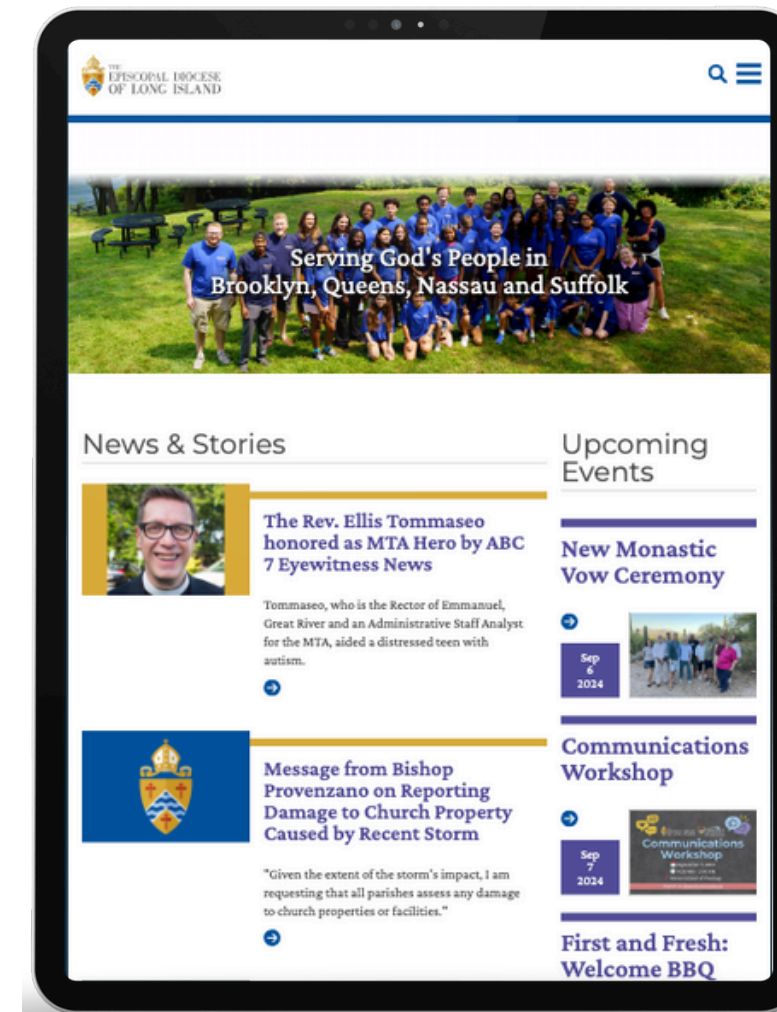 THE
EPISCOPAL DIOCESE
OF LONG ISLAND
Serving God's People in
Brooklyn, Queens, Nassau and Suffolk
News & Stories
The Rev. Ellis Tommaseo
honored as MTA Hero by ABC
7 Eyewitness News
Tommaseo, who is the Rector of Emmanuel,
Great River and an Administrative Staff Analyst
for the MTA, aided a distressed teen with
autism.
Message from Bishop
Provenzano on Reporting
Damage to Church Property
Caused by Recent Storm
"Given the extent of the storm's impact, I am
requesting that all parishes assess any damage
to church properties or facilities."
Upcoming
Events
New Monastic
Vow Ceremony
Sep
6
2024
Communications
Workshop
Sep
7
2024
Communications
Workshop
First and Fresh:
Welcome BBQ